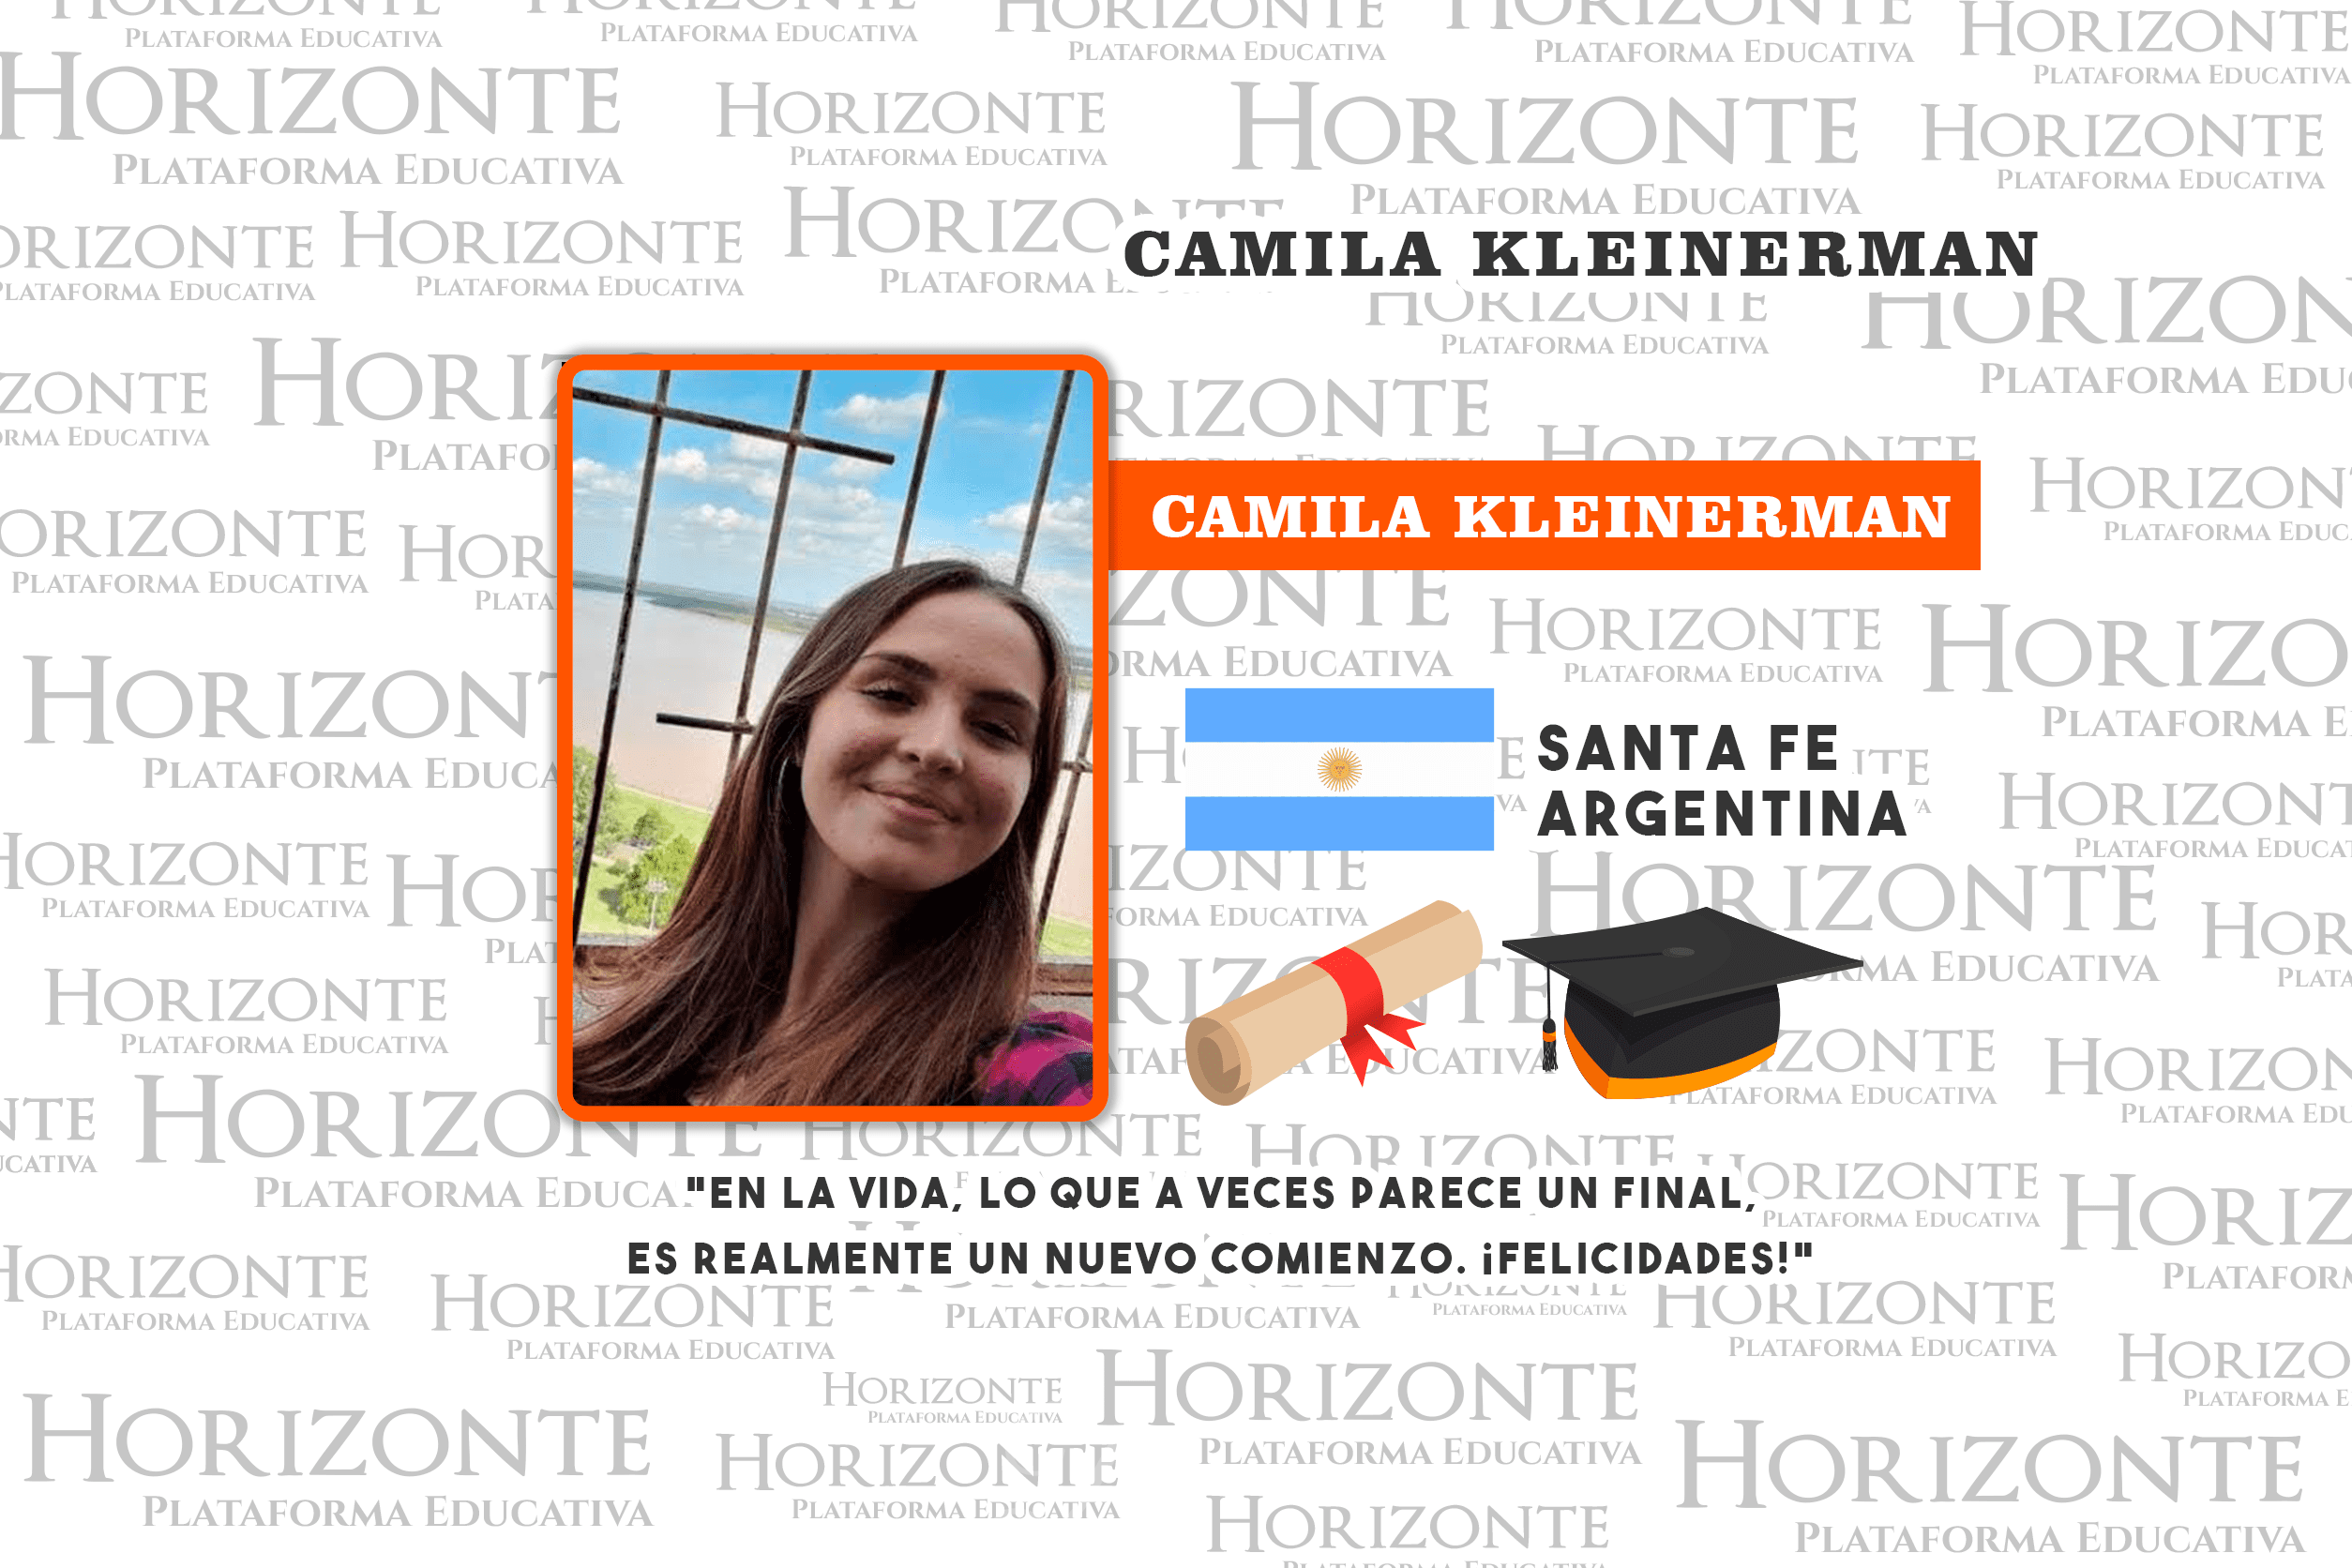 CAMILA KLEINERMAN
CAMILA KLEINERMAN
SANTA FE
ARGENTINA
"EN LA VIDA, LO QUE A VECES PARECE UN FINAL,
ES REALMENTE UN NUEVO COMIENZO. ¡FELICIDADES!"
HORIZONTE
PLATAFORMA EDUCATIVA